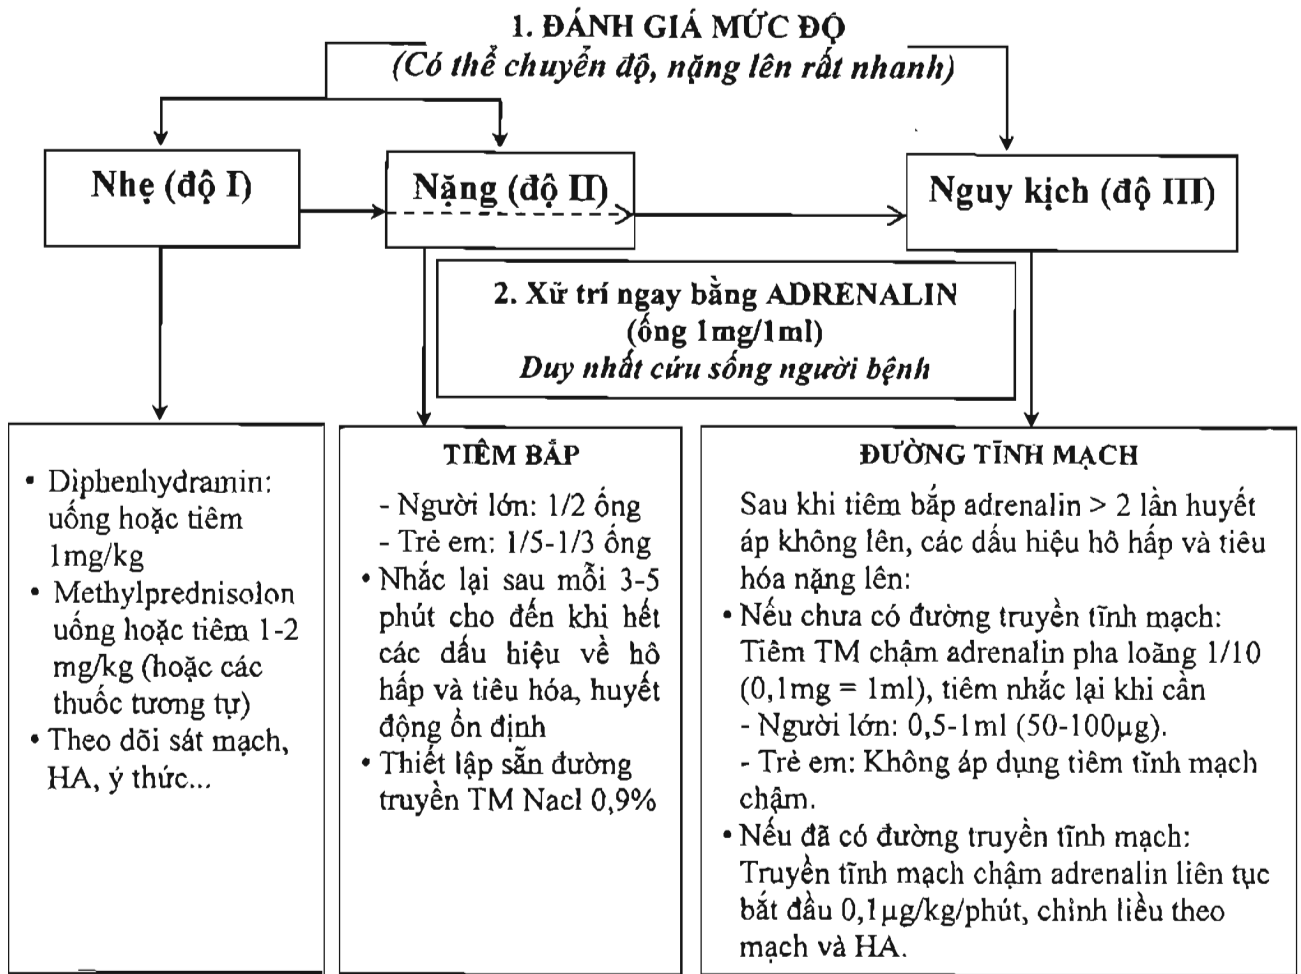 1. ĐÁNH GIÁ MỨC ĐỘ
(Có thể chuyển độ, nặng lên rất nhanh)
Nhẹ (độ I)
Nặng (độ II)
Nguy kịch (độ III)
2. Xử trí ngay bằng ADRENALIN
(ống 1mg/1ml)
Duy nhất cứu sống người bệnh
• Diphenhydramin:
uống hoặc tiêm
1mg/kg
• Methylprednisolon
uống hoặc tiêm 1-2
mg/kg (hoặc các
thuốc tương tự)
• Theo dõi sát mạch,
HA, ý thức...
TIÊM BẮP
- Người lớn: 1/2 ống
- Trẻ em: 1/5-1/3 ống
• Nhắc lại sau mỗi 3-5
phút cho đến khi hết
các dấu hiệu về hô
hấp và tiêu hóa, huyết
động ổn định
• Thiết lập sẵn đường
truyền TM Nacl 0,9%
ĐƯỜNG TĨNH MẠCH
Sau khi tiêm bắp adrenalin > 2 lần huyết
áp không lên, các dấu hiệu hô hấp và tiêu
hóa nặng lên:
• Nếu chưa có đường truyền tĩnh mạch:
Tiêm TM chậm adrenalin pha loãng 1/10
(0,1mg = 1ml), tiêm nhắc lại khi cần
- Người lớn: 0,5-1ml (50-100µg).
- Trẻ em: Không áp dụng tiêm tĩnh mạch
chậm.
• Nếu đã có đường truyền tĩnh mạch:
Truyền tĩnh mạch chậm adrenalin liên tục
bắt đầu 0,1µg/kg/phút, chỉnh liều theo
mạch và HA.